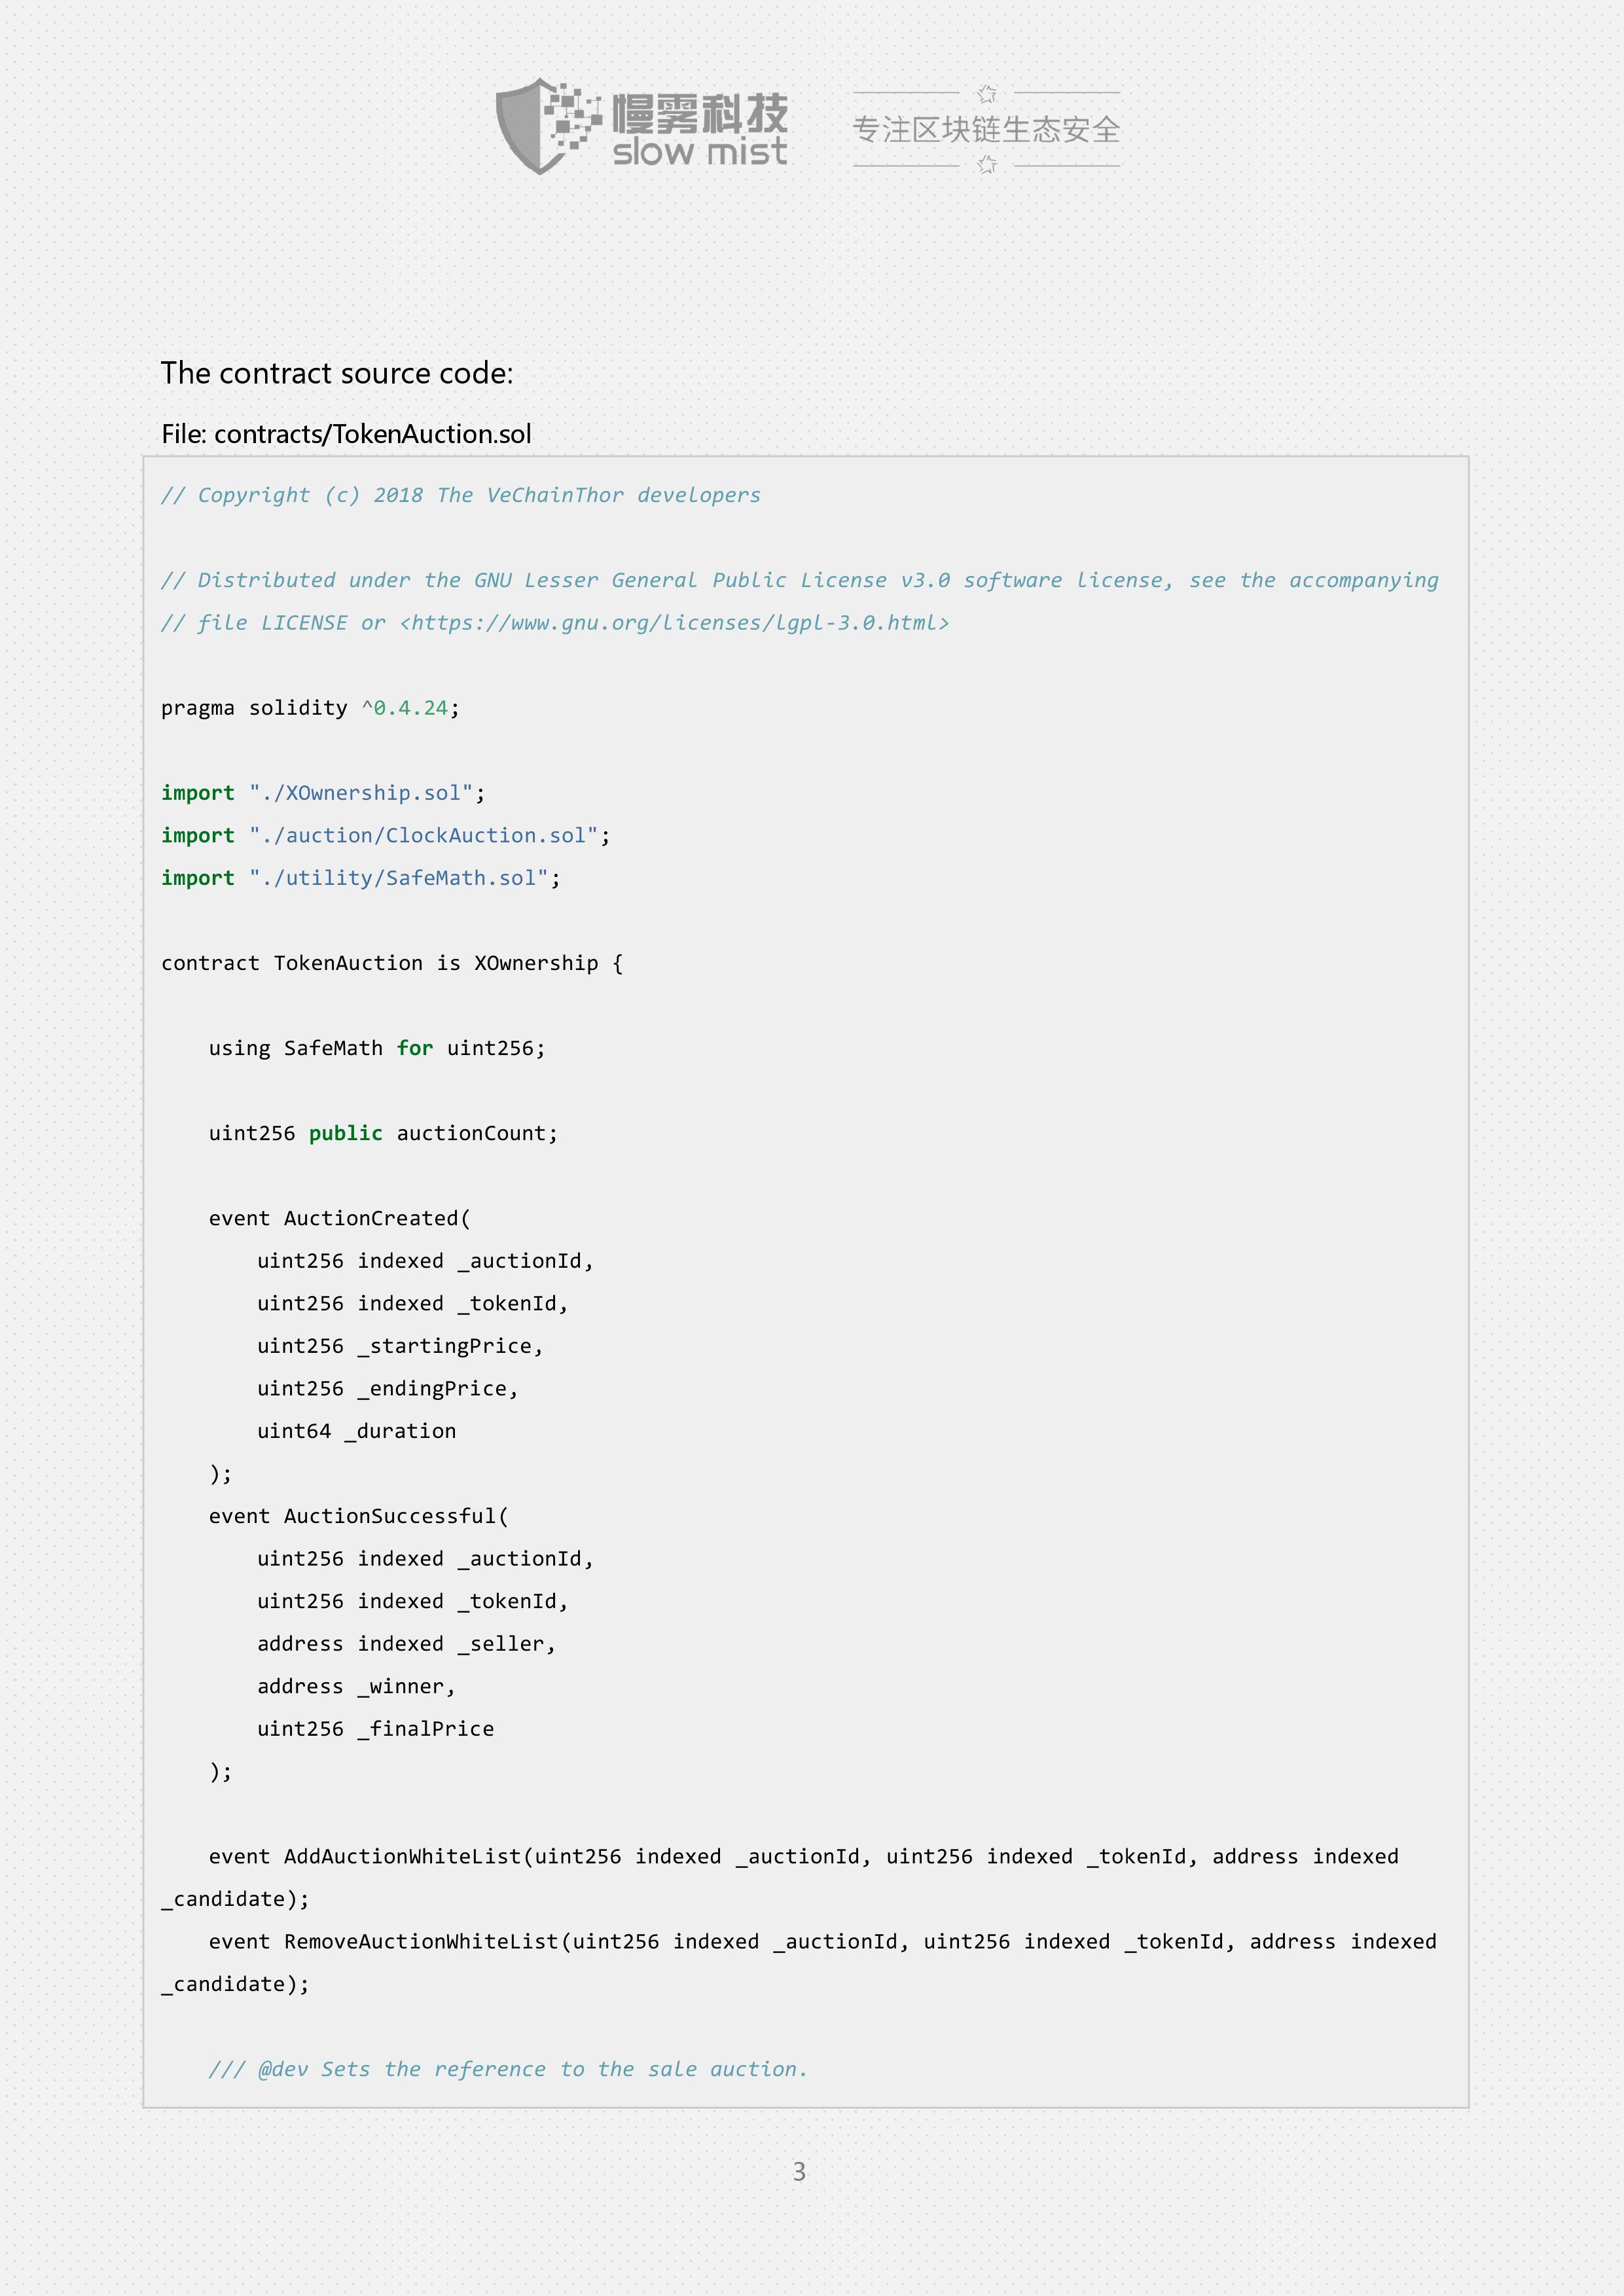 慢雾科技
slow mist
专注区块链生态安全
The contract source code:
File: contracts/TokenAuction.sol
// Copyright (c) 2018 The VeChainThor developers
// Distributed under the GNU Lesser General Public License v3.0 software license, see the accompanying
// file LICENSE or <https://www.gnu.org/licenses/lgpl-3.0.html>
pragma solidity ^0.4.24;
import "./XOwnership.sol";
import "./auction/ClockAuction.sol";
import "./utility/SafeMath.sol";
contract TokenAuction is XOwnership {
using SafeMath for uint256;
uint256 public auctionCount;
event AuctionCreated(
uint256 indexed _auctionId,
uint256 indexed _tokenId,
uint256 _startingPrice,
uint256 _endingPrice,
uint64 _duration
);
event AuctionSuccessful(
uint256 indexed _auctionId,
uint256 indexed _tokenId,
address indexed _seller,
address _winner,
uint256 _finalPrice
);
event AddAuctionWhiteList(uint256 indexed _auctionId, uint256 indexed _tokenId, address indexed
_candidate);
event RemoveAuctionWhiteList(uint256 indexed _auctionId, uint256 indexed _tokenId, address indexed
_candidate);
/// @dev Sets the reference to the sale auction.
3